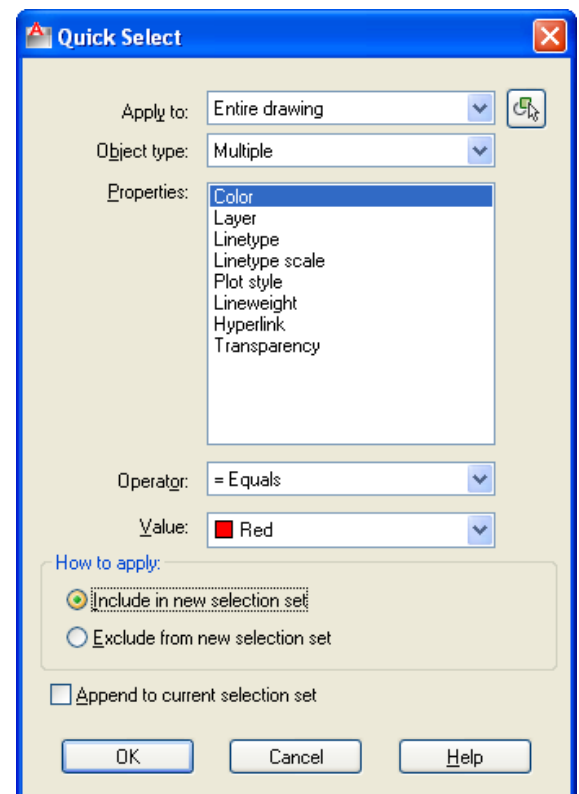 Quick Select
Apply to: Entire drawing
Object type: Multiple
Properties: Color
Layer
Linetype
Linetype scale
Plot style
Lineweight
Hyperlink
Transparency
Operator: = Equals
Value: Red
How to apply:
Include in new selection set
Exclude from new selection set
Append to current selection set
OK Cancel Help